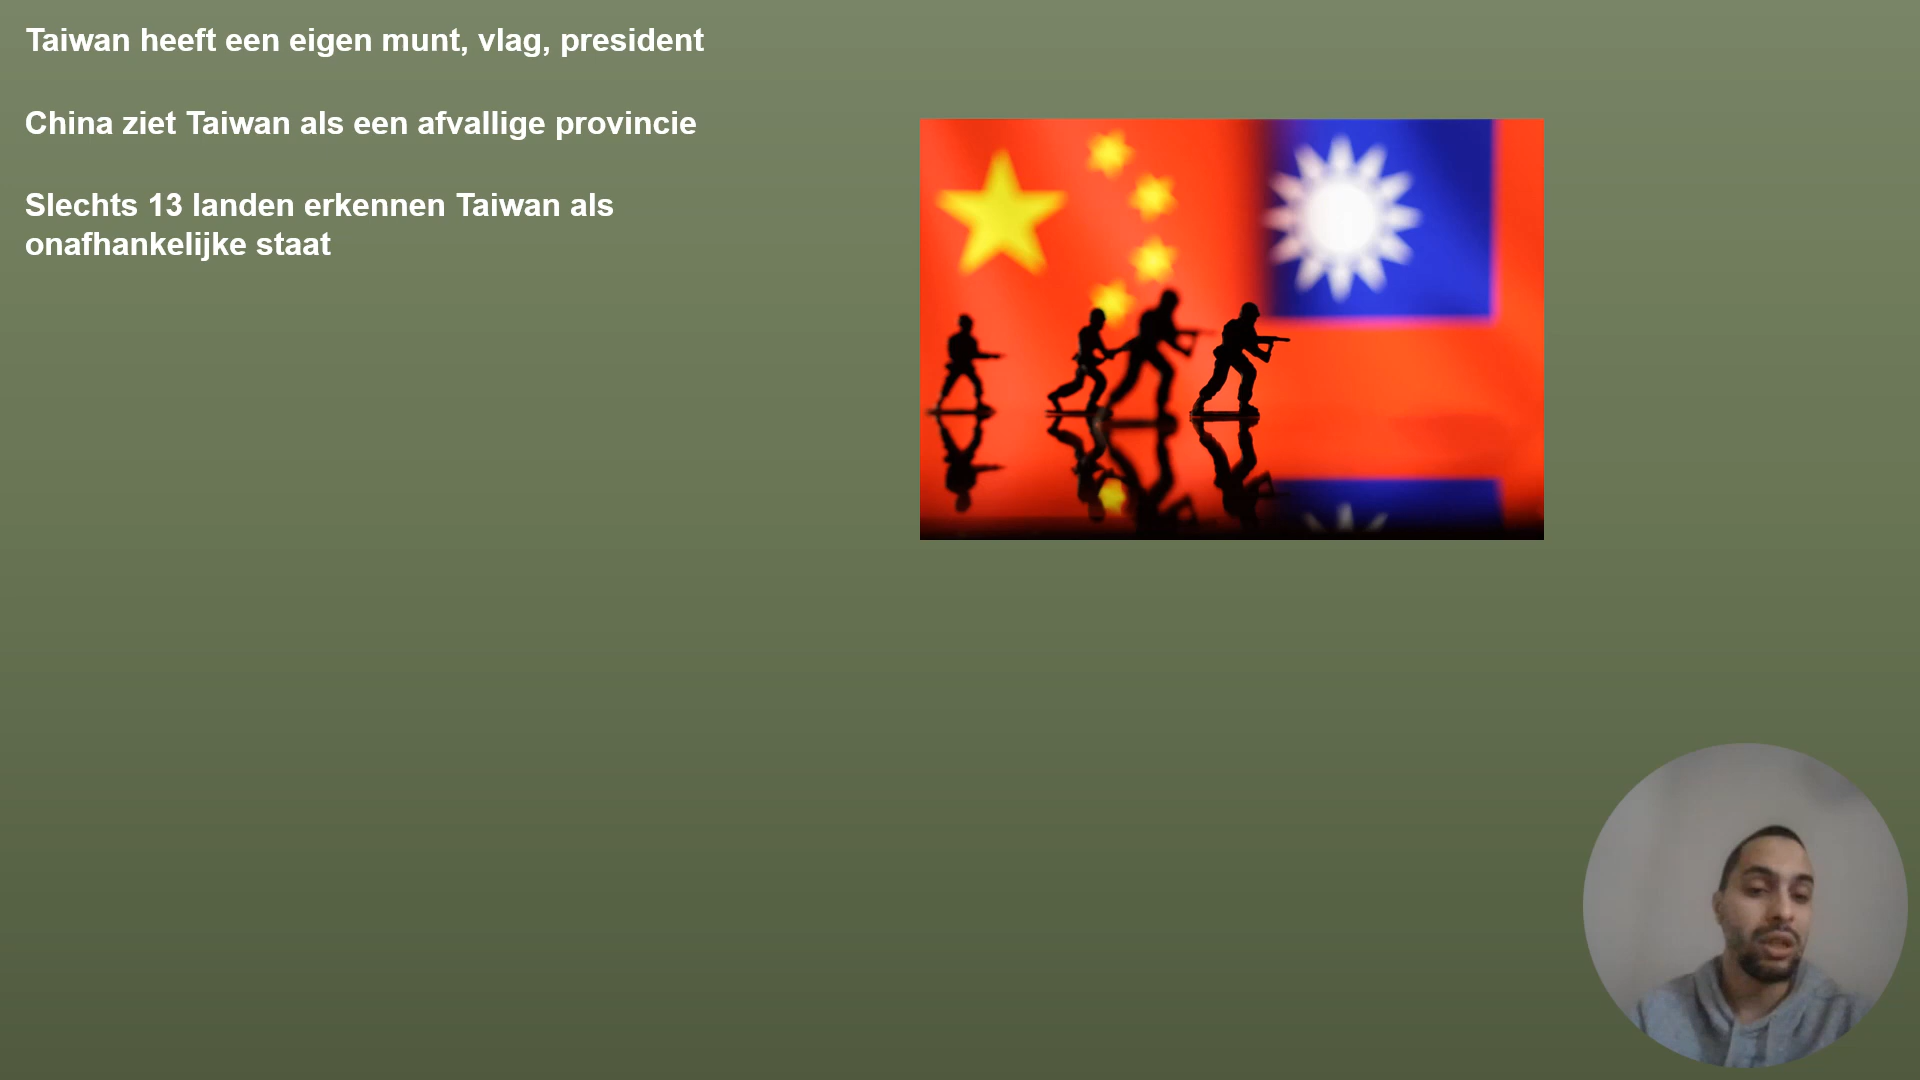 Taiwan heeft een eigen munt, vlag, president
China ziet Taiwan als een afvallige provincie
Slechts 13 landen erkennen Taiwan als
onafhankelijke staat